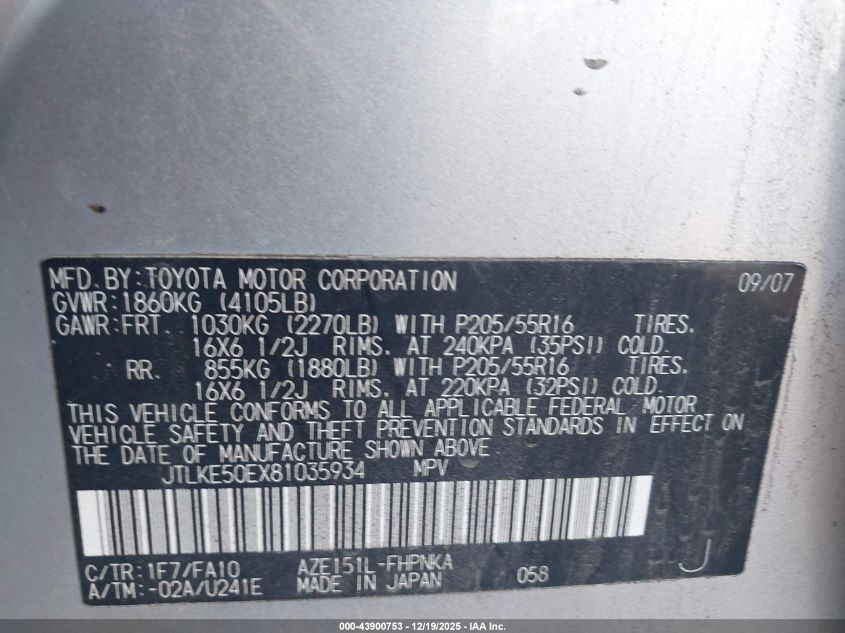 MFD.BY:TOYOTA MOTOR CORPORATION 09/07
GVWR:1860KG (4105LB)
GAWR:FRT. 1030KG (2270LB) WITH P205/55R16 TIRES.
16X6 1/2J RIMS. AT 240KPA (35PSI) COLD.
RR. 855KG (1880LB) WITH P205/55R16 TIRES.
16X6 1/2J RIMS. AT 220KPA (32PSI) COLD.
THIS VEHICLE CONFORMS TO ALL APPLICABLE FEDERAL MOTOR
VEHICLE SAFETY AND THEFT PREVENTION STANDARDS IN EFFECT ON
THE DATE OF MANUFACTURE SHOWN ABOVE
JTLKE50EX81035934 MPV
C/TR:1F7/FA10 AZE151L-FHPNKA J
A/TM:-02A/U241E MADE IN JAPAN 058
000-43900753 - 12/19/2025 - IAA Inc.